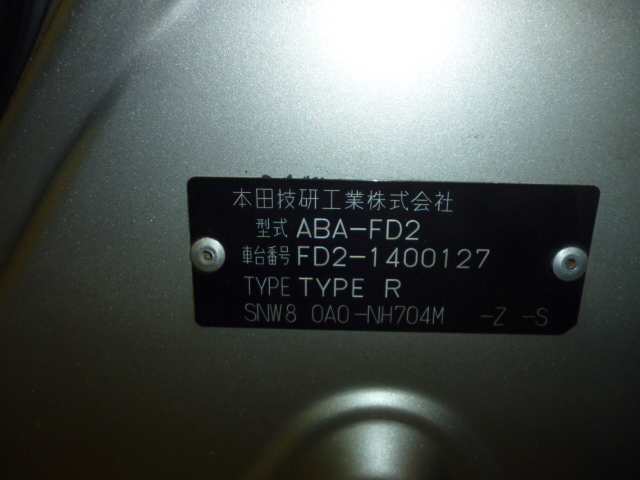 本田技研工業株式会社
型式 ABA-FD2
車台番号 FD2-1400127
TYPE TYPE R
SNW8 0A0-NH704M -Z -S